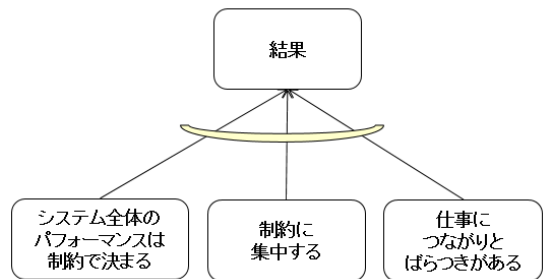 結果
システム全体の
パフォーマンスは
制約で決まる
制約に
集中する
仕事に
つながりと
ばらつきがある